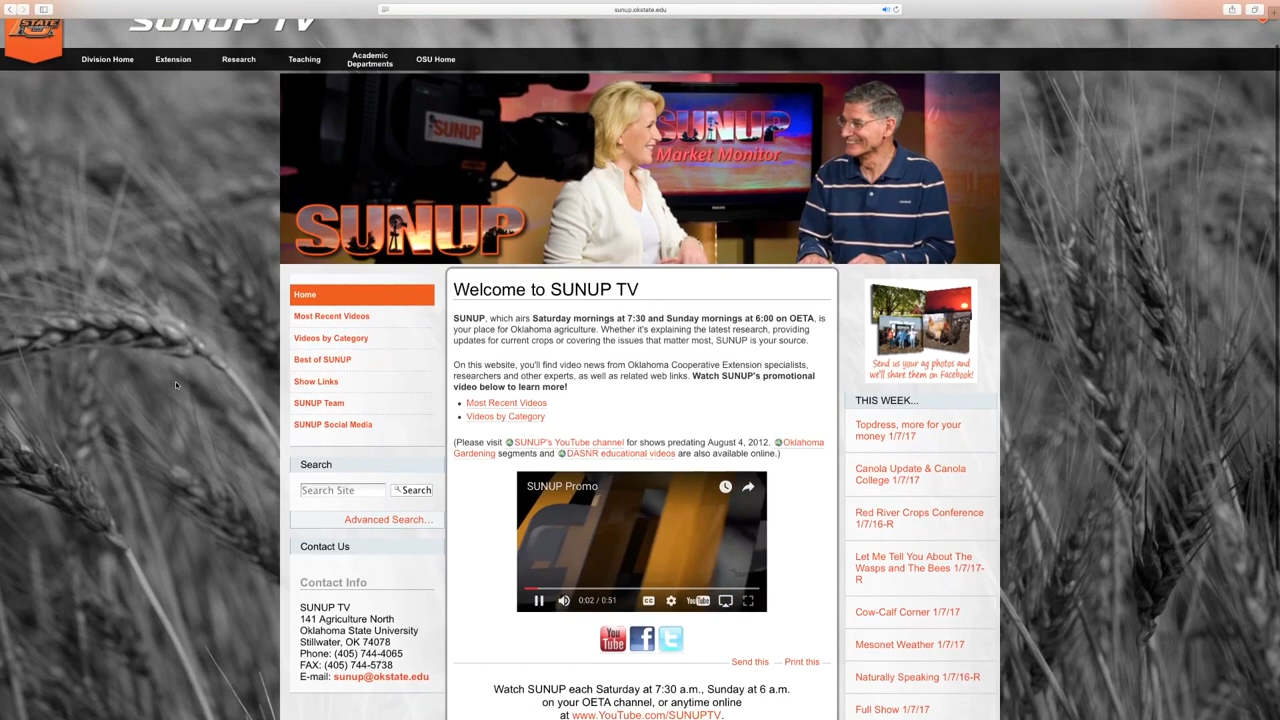 sunup.okstate.edu
SUNUP TV
STATE
Division Home
Extension
Research
Teaching
Academic
Departments
OSU Home
SUNUP
SUNUP
Market Monitor
SUNUP
Home
Most Recent Videos
Videos by Category
Best of SUNUP
Show Links
SUNUP Team
SUNUP Social Media
Search
Search Site
Search
Advanced Search…
Contact Us
Contact Info
SUNUP TV
141 Agriculture North
Oklahoma State University
Stillwater, OK 74078
Phone: (405) 744-4065
FAX: (405) 744-5738
E-mail: sunup@okstate.edu
Welcome to SUNUP TV
SUNUP, which airs Saturday mornings at 7:30 and Sunday mornings at 6:00 on OETA, is
your place for Oklahoma agriculture. Whether it's explaining the latest research, providing
updates for current crops or covering the issues that matter most, SUNUP is your source.
On this website, you'll find video news from Oklahoma Cooperative Extension specialists,
researchers and other experts, as well as related web links. Watch SUNUP's promotional
video below to learn more!
Most Recent Videos
Videos by Category
(Please visit SUNUP's YouTube channel for shows predating August 4, 2012. Oklahoma
Gardening segments and DASNR educational videos are also available online.)
SUNUP Promo
0:02 / 0:51
CC
YouTube
You
Tube
Send this
Print this
Watch SUNUP each Saturday at 7:30 a.m., Sunday at 6 a.m.
on your OETA channel, or anytime online
at www.YouTube.com/SUNUPTV.
Send us your ag photos and
we'll share them on Facebook!
THIS WEEK...
Topdress, more for your
money 1/7/17
Canola Update & Canola
College 1/7/17
Red River Crops Conference
1/7/16-R
Let Me Tell You About The
Wasps and The Bees 1/7/17-
R
Cow-Calf Corner 1/7/17
Mesonet Weather 1/7/17
Naturally Speaking 1/7/16-R
Full Show 1/7/17